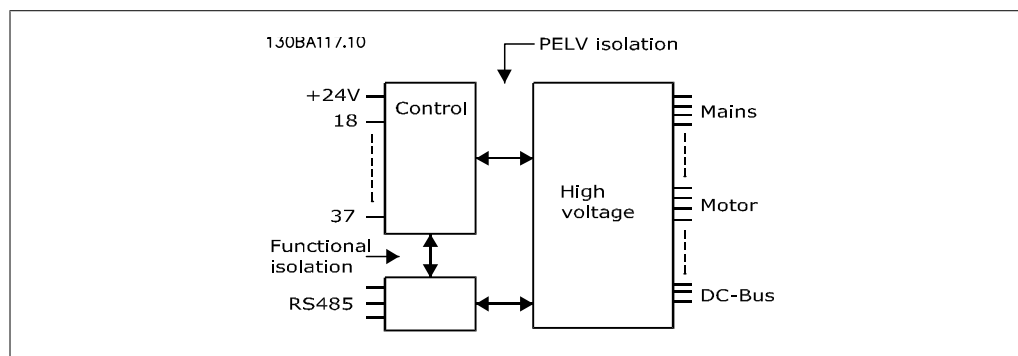 130BA117.10
PELV isolation
+24V
Control
18
Mains
High
voltage
37
Motor
Functional
isolation
RS485
DC-Bus